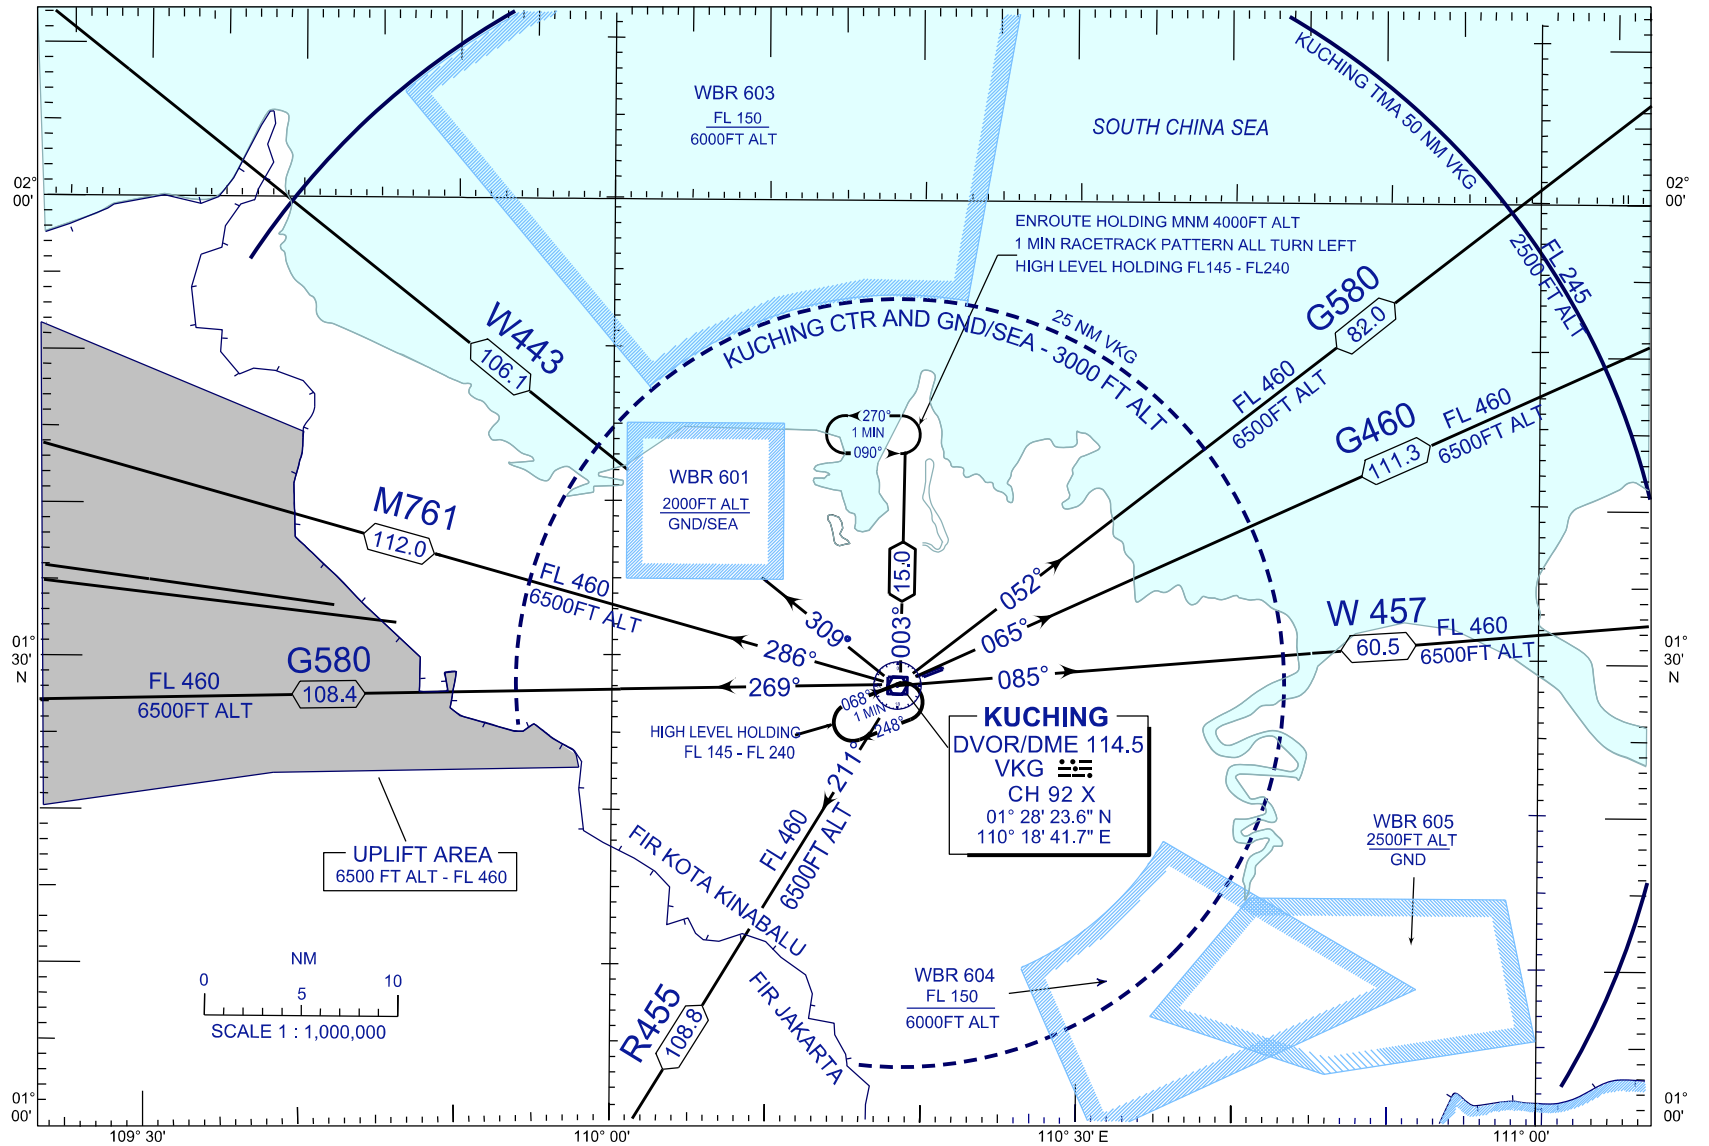 WBR 603
FL 150
6000FT ALT
SOUTH CHINA SEA
KUCHING TMA 50 NM VKG
02°
00'
02°
00'
ENROUTE HOLDING MNM 4000FT ALT
1 MIN RACETRACK PATTERN ALL TURN LEFT
HIGH LEVEL HOLDING FL145 - FL240
FL 245
2500 FT ALT
G580
82.0
FL 460
6500FT ALT
W443
106.1
KUCHING CTR AND GND/SEA - 3000 FT ALT
25 NM VKG
G460
111.3
FL 460
6500FT ALT
270°
1 MIN
090°
WBR 601
2000FT ALT
GND/SEA
M761
112.0
FL 460
6500FT ALT
15.0
003°
052°
065°
085°
309°
286°
269°
W 457
60.5
FL 460
6500FT ALT
01°
30'
N
01°
30'
N
G580
108.4
FL 460
6500FT ALT
068°
1 MIN
248°
211°
HIGH LEVEL HOLDING
FL 145 - FL 240
KUCHING
DVOR/DME 114.5
VKG
CH 92 X
01° 28' 23.6" N
110° 18' 41.7" E
FL 460
6500FT ALT
UPLIFT AREA
6500 FT ALT - FL 460
FIR KOTA KINABALU
FIR JAKARTA
WBR 605
2500FT ALT
GND
WBR 604
FL 150
6000FT ALT
R455
108.8
NM
0
5
10
SCALE 1 : 1,000,000
01°
00'
01°
00'
109° 30'
110° 00'
110° 30' E
111° 00'